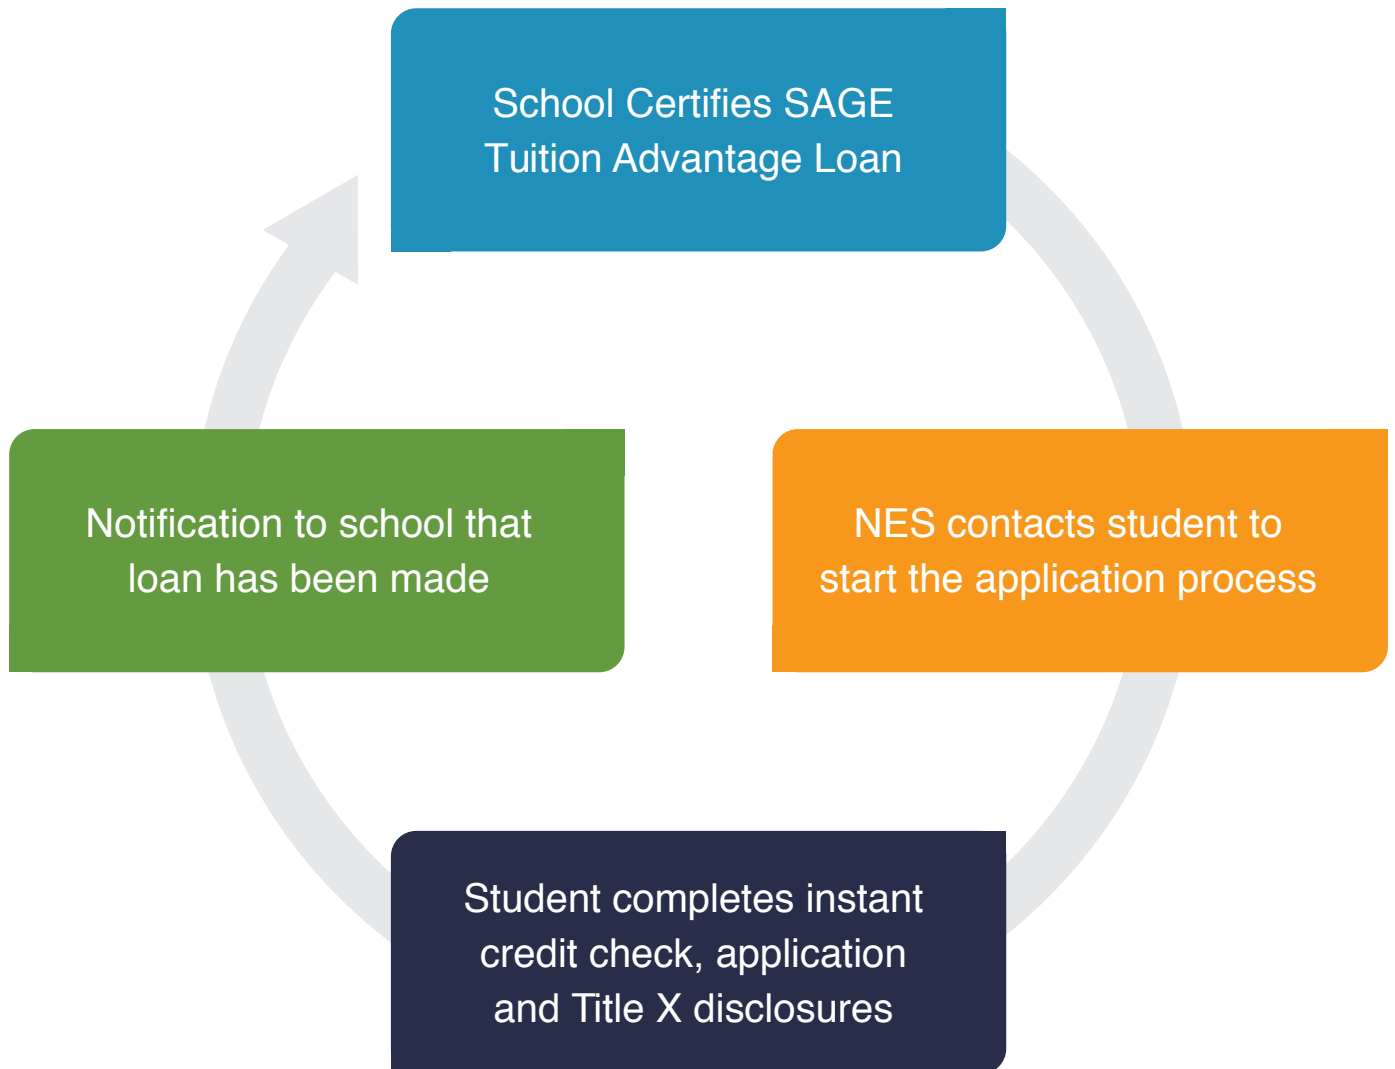 School Certifies SAGE
Tuition Advantage Loan
NES contacts student to
start the application process
Student completes instant
credit check, application
and Title X disclosures
Notification to school that
loan has been made